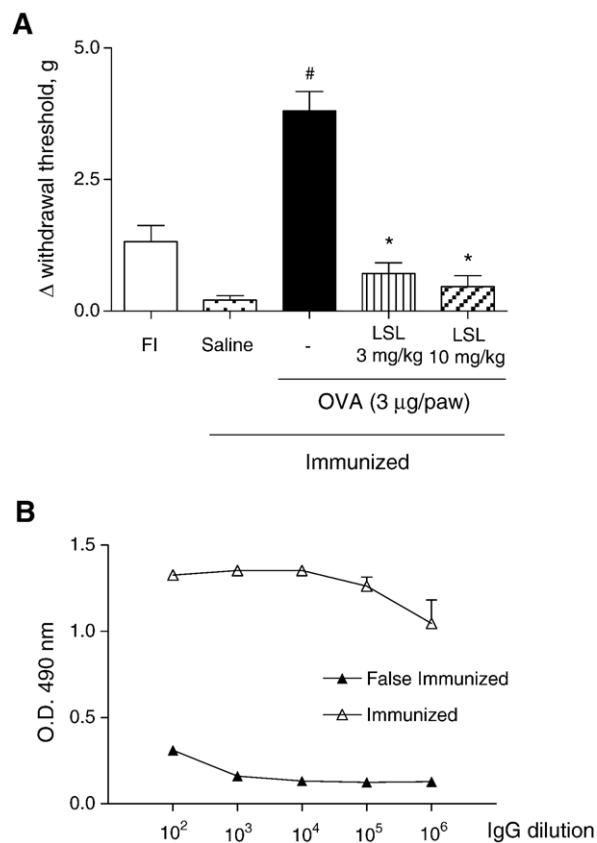 A
Δ withdrawal threshold, g
5.0
2.5
0.0
#
*
*
FI
Saline
-
LSL
3 mg/kg
LSL
10 mg/kg
OVA (3 μg/paw)
Immunized
B
O.D. 490 nm
1.5
1.0
0.5
0.0
False Immunized
Immunized
10² 10³ 10⁴ 10⁵ 10⁶ IgG dilution